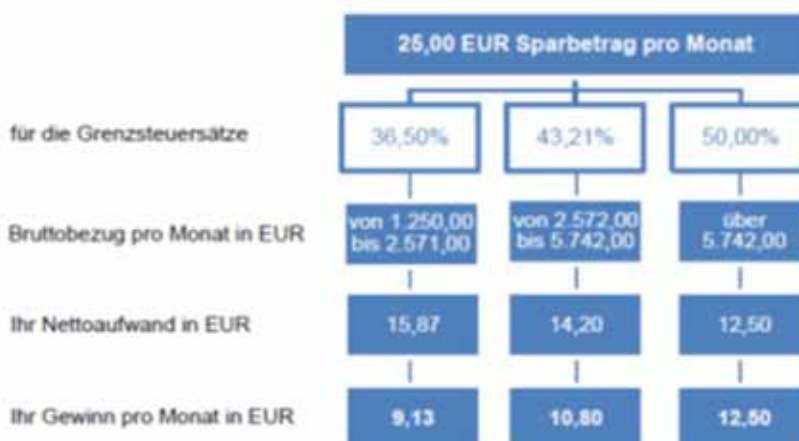 25,00 EUR Sparbetrag pro Monat
für die Grenzsteuersätze
36,50%
43,21%
50,00%
Bruttobezug pro Monat in EUR
von 1.250,00
bis 2.571,00
von 2.572,00
bis 5.742,00
über
5.742,00
Ihr Nettoaufwand in EUR
15,87
14,20
12,50
Ihr Gewinn pro Monat in EUR
9,13
10,80
12,50